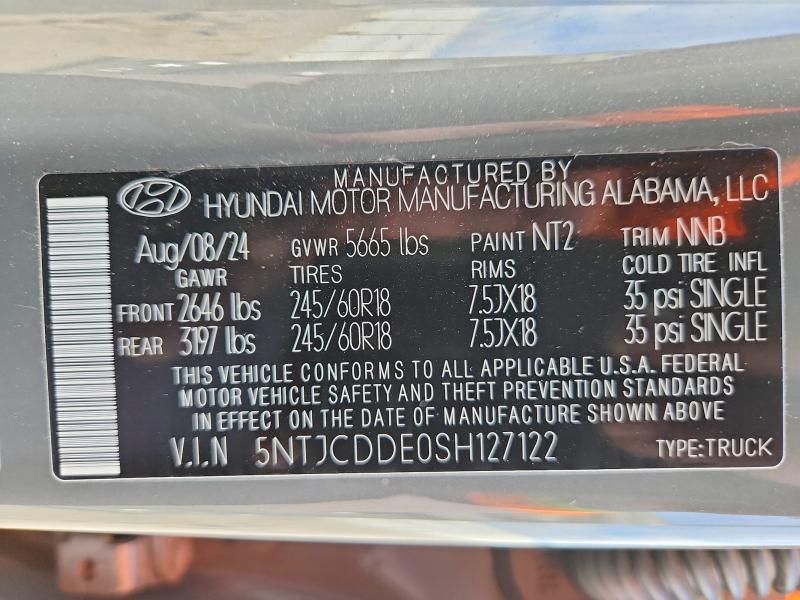 MANUFACTURED BY
HYUNDAI MOTOR MANUFACTURING ALABAMA, LLC
Aug/08/24 GVWR 5665 lbs PAINT NT2 TRIM NNB
GAWR TIRES RIMS COLD TIRE INFL
FRONT 2646 lbs 245/60R18 7.5JX18 35 psi SINGLE
REAR 3197 lbs 245/60R18 7.5JX18 35 psi SINGLE
THIS VEHICLE CONFORMS TO ALL APPLICABLE U.S.A. FEDERAL
MOTOR VEHICLE SAFETY AND THEFT PREVENTION STANDARDS
IN EFFECT ON THE DATE OF MANUFACTURE SHOWN ABOVE
V.I.N 5NTJCDDE0SH127122 TYPE:TRUCK